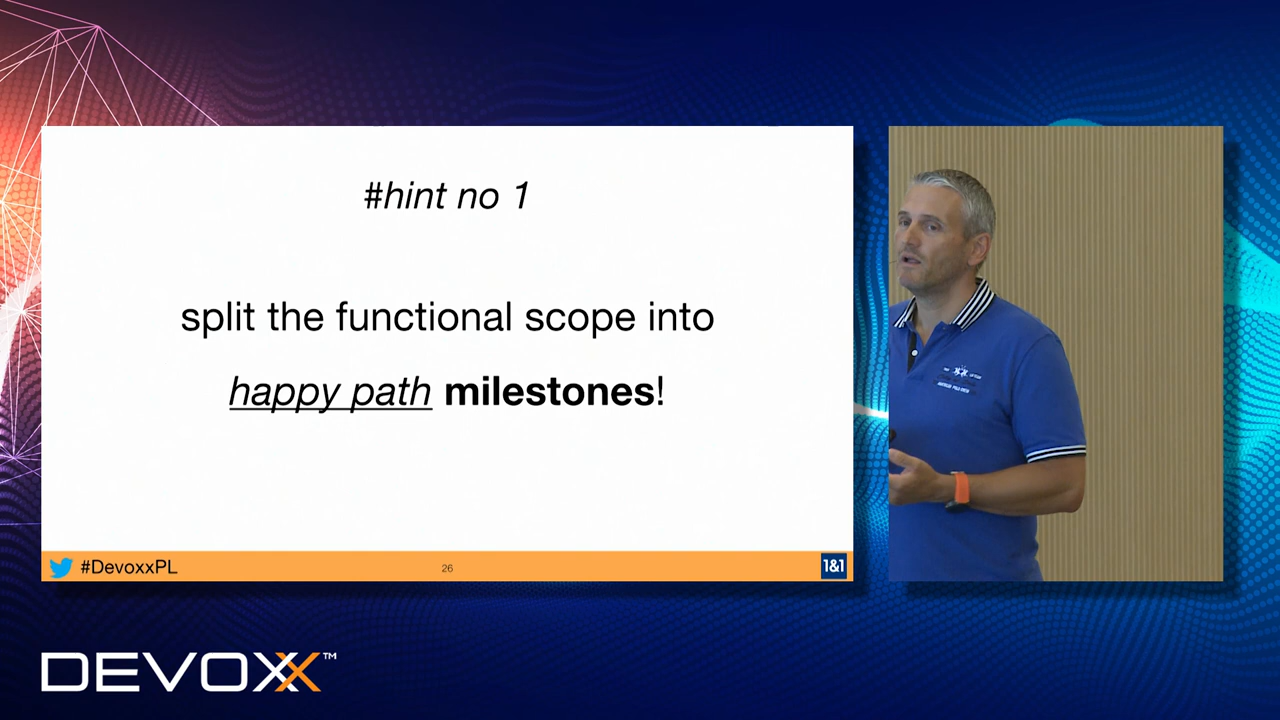 #hint no 1
split the functional scope into
happy path milestones!
#DevoxxPL
26
1&1
DEVOXX™